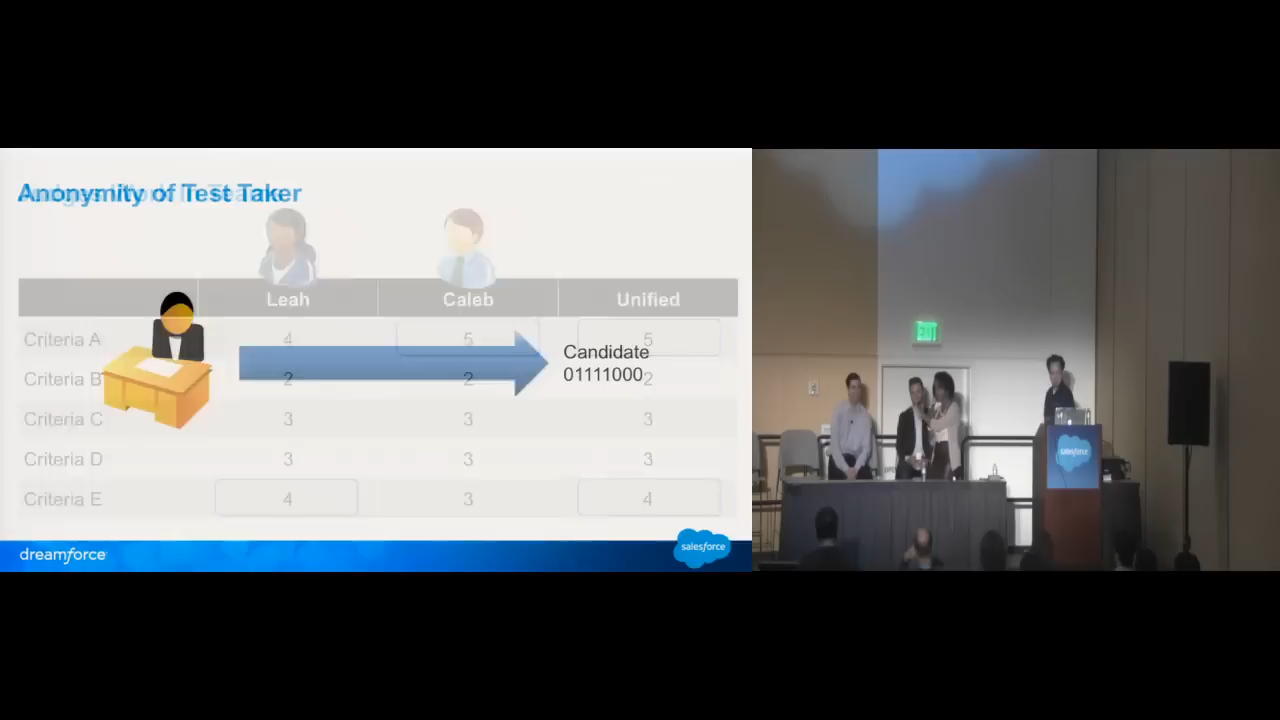 Anonymity of Test Taker
Leah Caleb Unified
Criteria A 4 5 5
Criteria B 2 2 2
Criteria C 3 3 3
Criteria D 3 3 3
Criteria E 4 3 4
Candidate
01111000
dreamforce
salesforce
EXIT
salesforce